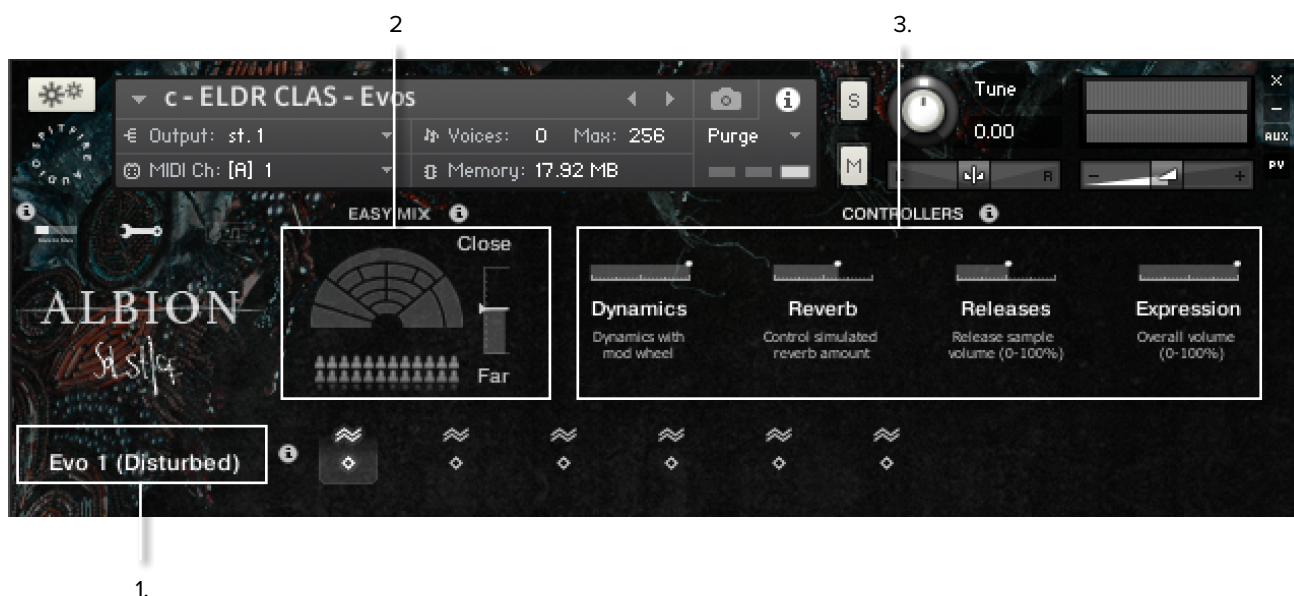 2
3.
c - ELDR CLAS - Evos
Output: st. 1
Voices: 0 Max: 256
Purge
MIDI Ch: [A] 1
Memory: 17.92 MB
S
M
Tune
0.00
L
R
-
+
×
-
AUX
PV
SPITFIRE
AUDIO
EASY MIX
CONTROLLERS
Close
Far
Dynamics
Dynamics with
mod wheel
Reverb
Control simulated
reverb amount
Releases
Release sample
volume (0-100%)
Expression
Overall volume
(0-100%)
ALBION
Evo 1 (Disturbed)
1.